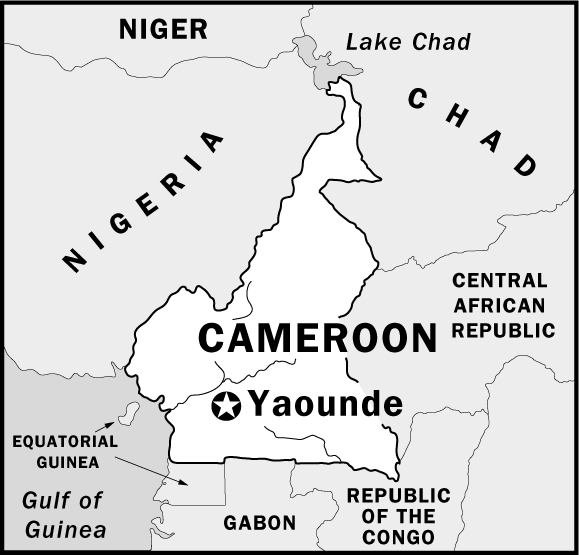 NIGER
Lake Chad
CHAD
NIGERIA
CENTRAL
AFRICAN
REPUBLIC
CAMEROON
Yaounde
EQUATORIAL
GUINEA
Gulf of
Guinea
GABON
REPUBLIC
OF THE
CONGO